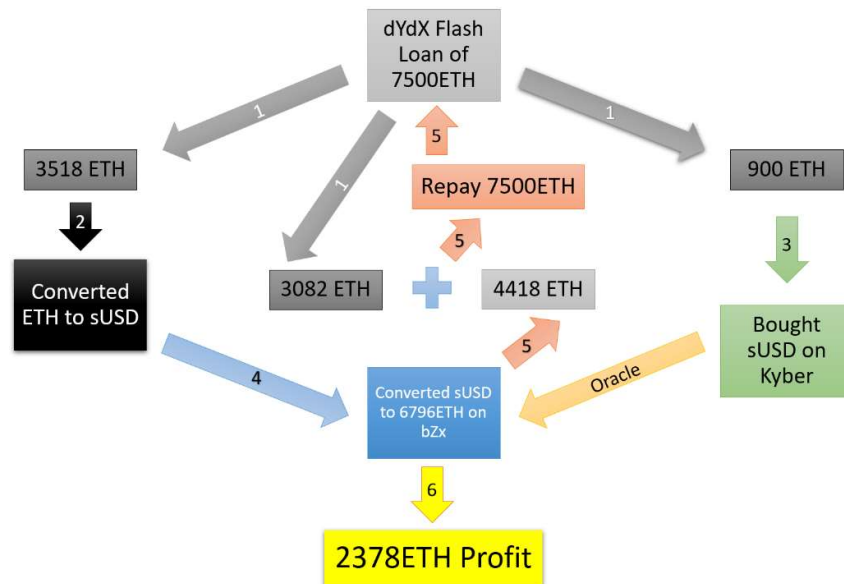 dYdX Flash
Loan of
7500ETH
1
1
1
5
3518 ETH
Repay 7500ETH
900 ETH
2
5
3
3082 ETH
4418 ETH
Converted
ETH to sUSD
Bought
sUSD on
Kyber
5
4
Oracle
Converted sUSD
to 6796ETH on
bZx
6
2378ETH Profit